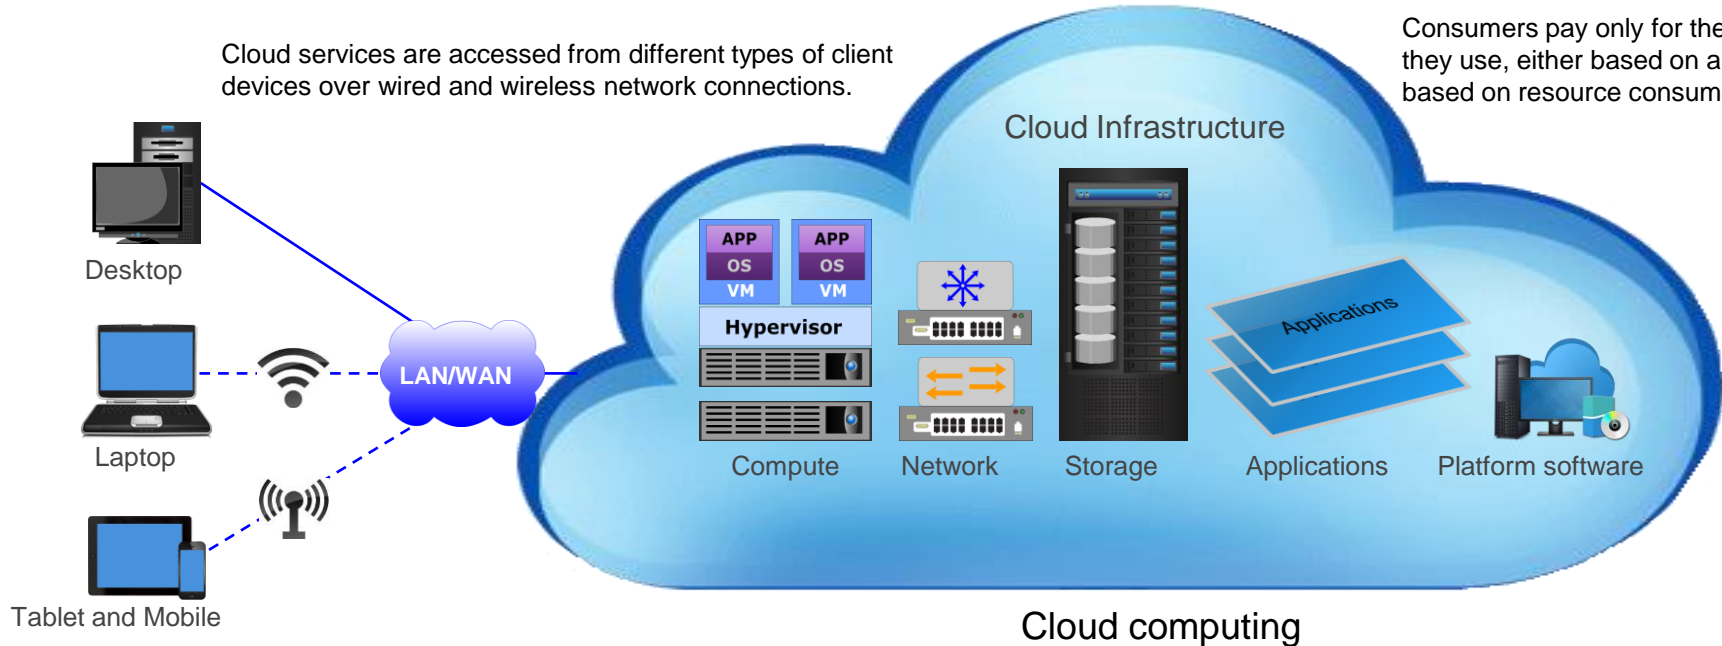 Cloud services are accessed from different types of client
devices over wired and wireless network connections.
Consumers pay only for the
they use, either based on a
based on resource consum
Cloud Infrastructure
Desktop
Laptop
Tablet and Mobile
LAN/WAN
APP
OS
VM
APP
OS
VM
Hypervisor
Compute
Network
Storage
Applications
Applications
Platform software
Cloud computing